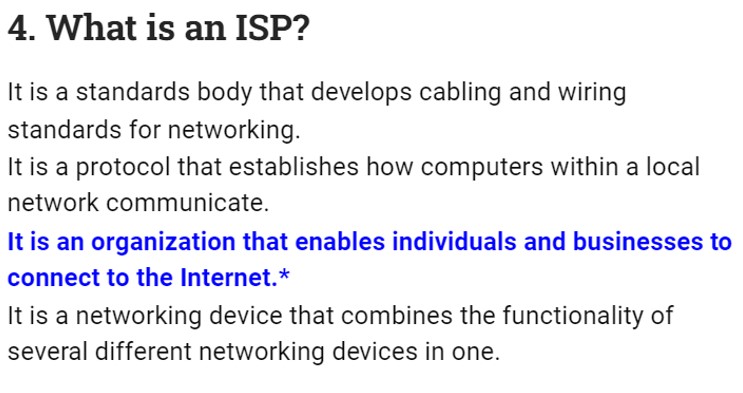 4. What is an ISP?
It is a standards body that develops cabling and wiring
standards for networking.
It is a protocol that establishes how computers within a local
network communicate.
It is an organization that enables individuals and businesses to
connect to the Internet.*
It is a networking device that combines the functionality of
several different networking devices in one.